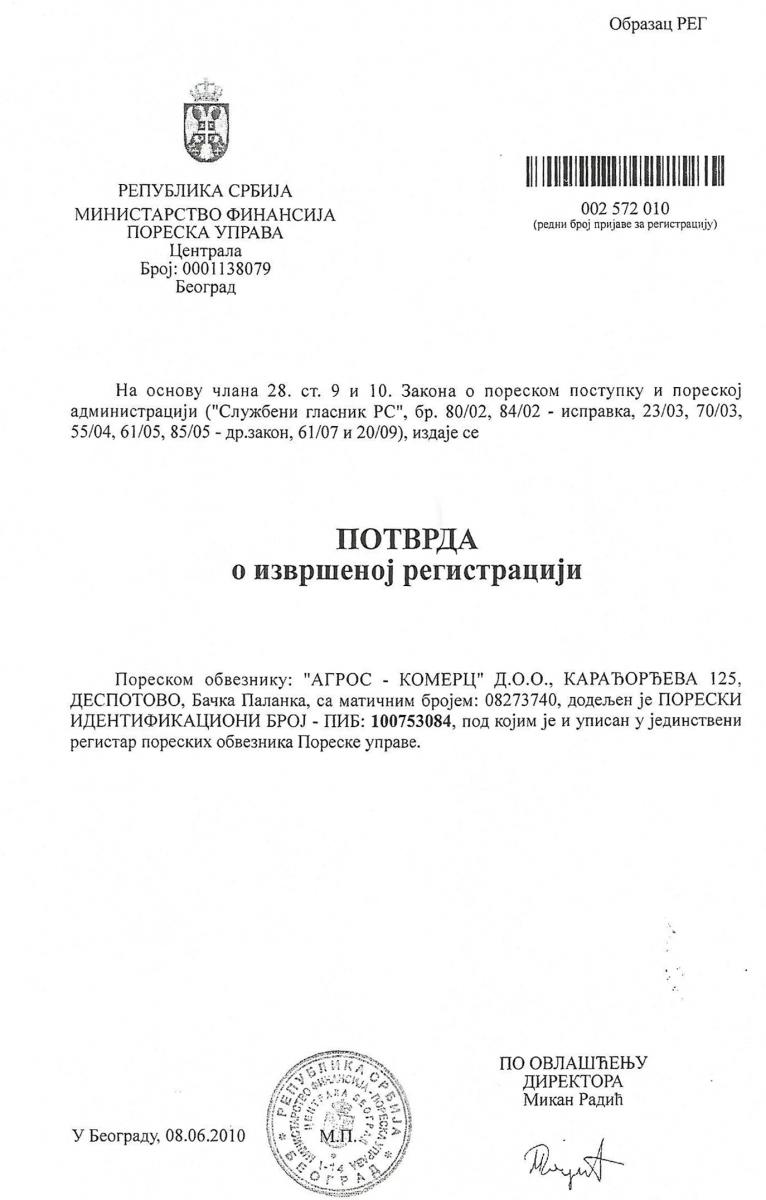 Образац РЕГ
РЕПУБЛИКА СРБИЈА
МИНИСТАРСТВО ФИНАНСИЈА
ПОРЕСКА УПРАВА
Централа
Број: 0001138079
Београд
002 572 010
(редни број пријаве за регистрацију)
На основу члана 28. ст. 9 и 10. Закона о пореском поступку и пореској
администрацији ("Службени гласник РС", бр. 80/02, 84/02 - исправка, 23/03, 70/03,
55/04, 61/05, 85/05 - др.закон, 61/07 и 20/09), издаје се
ПОТВРДА
о извршеној регистрацији
Пореском обвезнику: "АГРОС - КОМЕРЦ" Д.О.О., КАРАЂОРЂЕВА 125,
ДЕСПОТОВО, Бачка Паланка, са матичним бројем: 08273740, додељен је ПОРЕСКИ
ИДЕНТИФИКАЦИОНИ БРОЈ - ПИБ: 100753084, под којим је и уписан у јединствени
регистар пореских обвезника Пореске управе.
ПО ОВЛАШЋЕЊУ
ДИРЕКТОРА
Микан Радић
У Београду, 08.06.2010
М.П.
РЕПУБЛИКА СРБИЈА
МИНИСТАРСТВО ФИНАНСИЈА-ПОРЕСКА УПРАВА
ЦЕНТРАЛА БЕОГРАД
1-14
БЕОГРАД